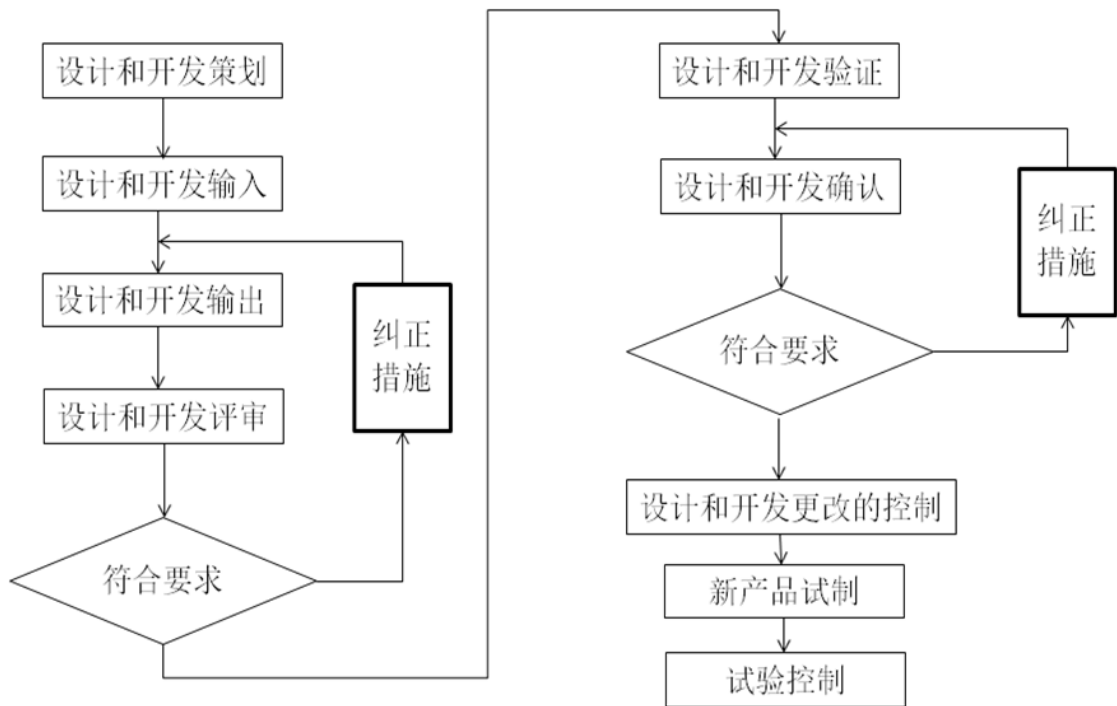 设计和开发策划
设计和开发输入
设计和开发输出
纠正
措施
设计和开发评审
符合要求
设计和开发验证
设计和开发确认
纠正
措施
符合要求
设计和开发更改的控制
新产品试制
试验控制